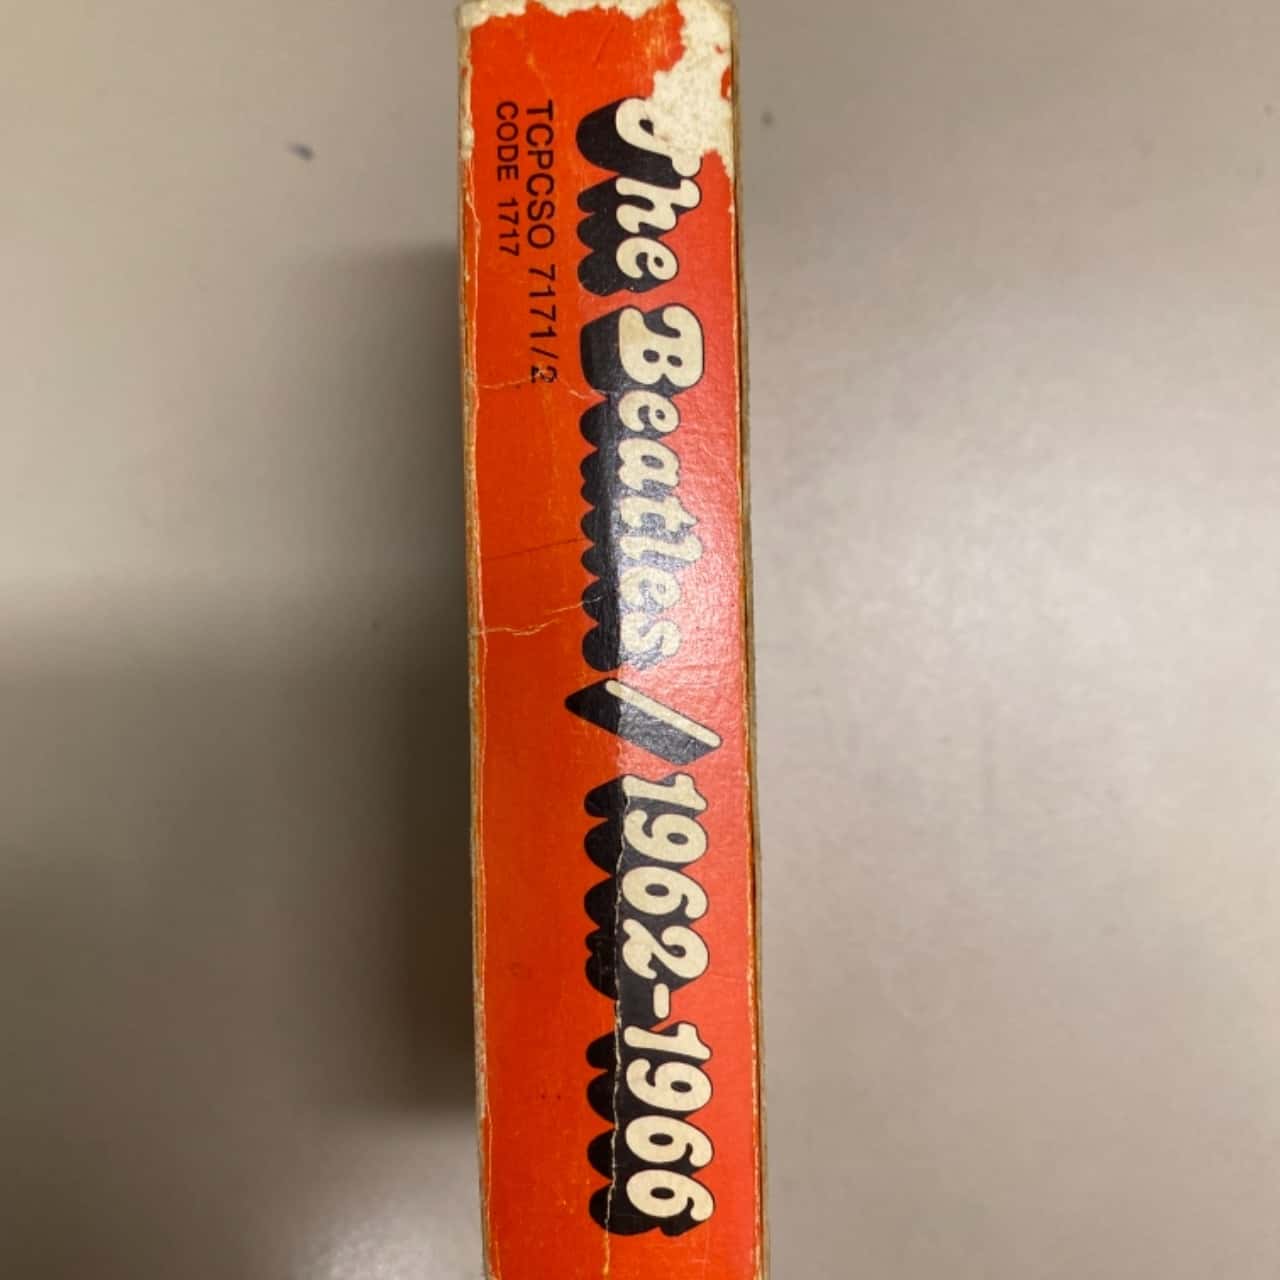 The Beatles / 1962-1966
TCPCSO 7171/2
CODE 1717